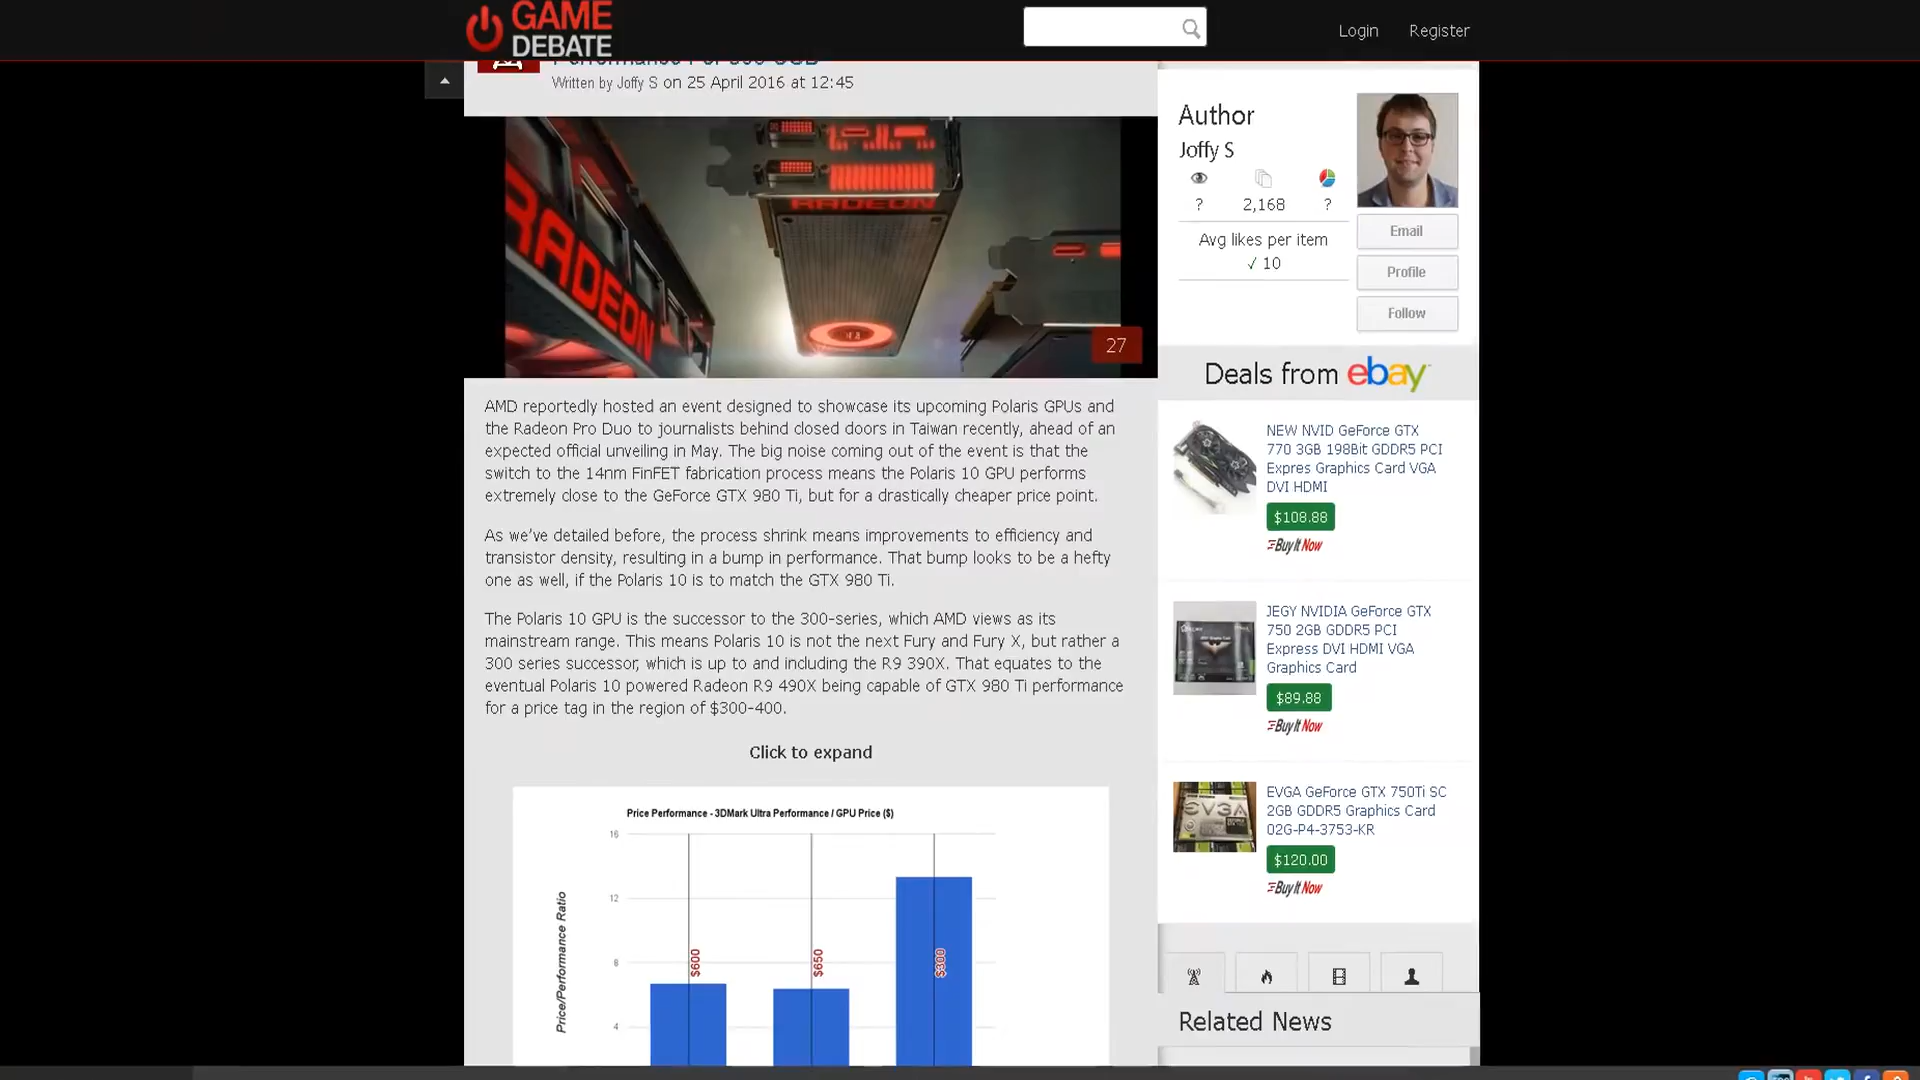 GAME
DEBATE
Login
Register
Written by Joffy S on 25 April 2016 at 12:45
RADEON
RADEON
27
AMD reportedly hosted an event designed to showcase its upcoming Polaris GPUs and
the Radeon Pro Duo to journalists behind closed doors in Taiwan recently, ahead of an
expected official unveiling in May. The big noise coming out of the event is that the
switch to the 14nm FinFET fabrication process means the Polaris 10 GPU performs
extremely close to the GeForce GTX 980 Ti, but for a drastically cheaper price point.
As we've detailed before, the process shrink means improvements to efficiency and
transistor density, resulting in a bump in performance. That bump looks to be a hefty
one as well, if the Polaris 10 is to match the GTX 980 Ti.
The Polaris 10 GPU is the successor to the 300-series, which AMD views as its
mainstream range. This means Polaris 10 is not the next Fury and Fury X, but rather a
300 series successor, which is up to and including the R9 390X. That equates to the
eventual Polaris 10 powered Radeon R9 490X being capable of GTX 980 Ti performance
for a price tag in the region of $300-400.
Click to expand
Price Performance - 3DMark Ultra Performance / GPU Price ($)
Price/Performance Ratio
16
12
8
4
$600
$650
$300
Author
Joffy S
?
2,168
?
Avg likes per item
√ 10
Email
Profile
Follow
Deals from ebay
NEW NVID GeForce GTX
770 3GB 198Bit GDDR5 PCI
Expres Graphics Card VGA
DVI HDMI
$108.88
Buy It Now
JEGY NVIDIA GeForce GTX
750 2GB GDDR5 PCI
Express DVI HDMI VGA
Graphics Card
$89.88
Buy It Now
EVGA GeForce GTX 750Ti SC
2GB GDDR5 Graphics Card
02G-P4-3753-KR
$120.00
Buy It Now
EVGA
Related News